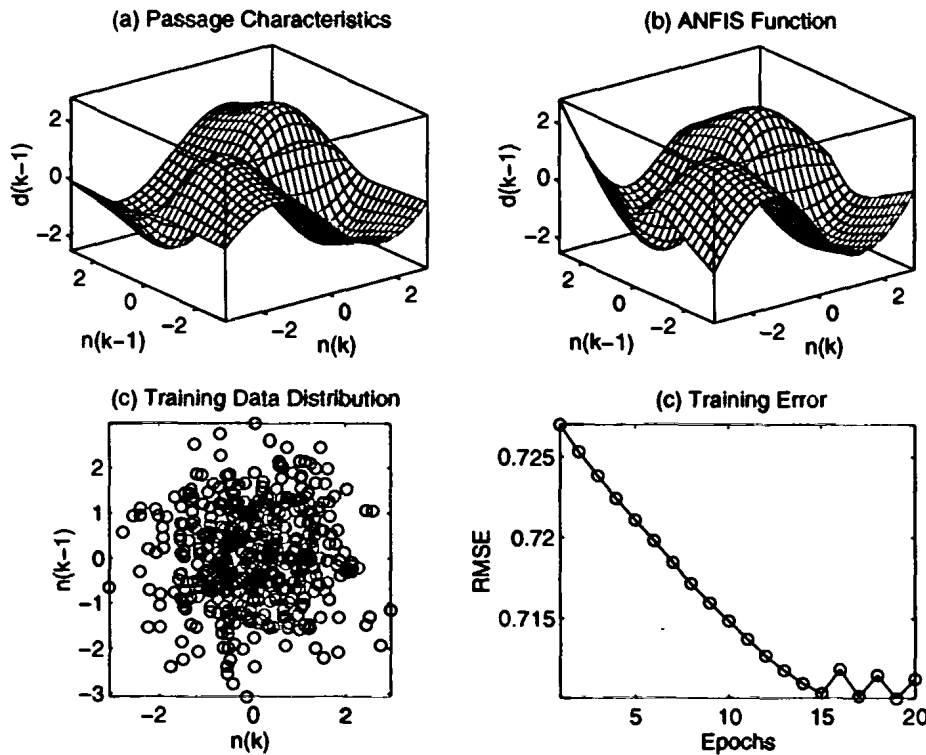 (a) Passage Characteristics
(b) ANFIS Function
d(k−1)
2
0
−2
2
0
−2
n(k−1)
−2
0
2
n(k)
d(k−1)
2
0
−2
2
0
−2
n(k−1)
−2
0
2
n(k)
(c) Training Data Distribution
(c) Training Error
n(k−1)
2
1
0
−1
−2
−3
−2
0
2
n(k)
RMSE
0.725
0.72
0.715
5
10
15
20
Epochs